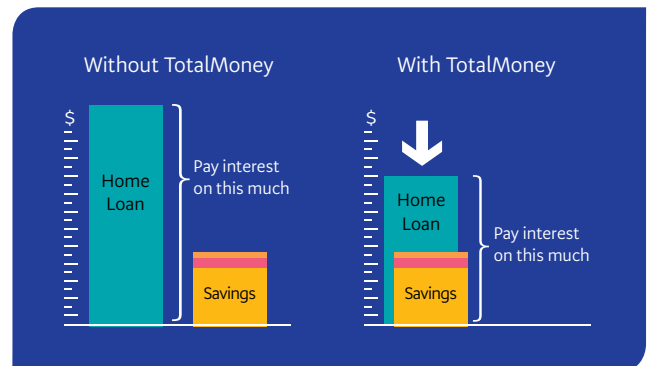 Without TotalMoney
$
Home
Loan
Pay interest
on this much
Savings
With TotalMoney
$
Home
Loan
Pay interest
on this much
Savings